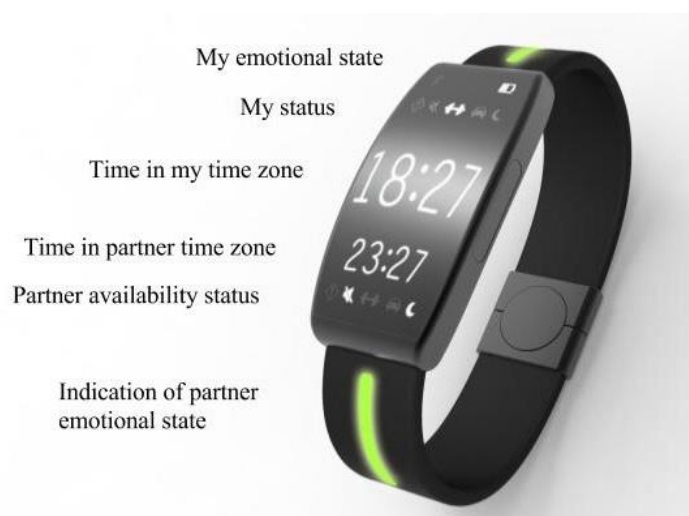 My emotional state
My status
Time in my time zone
18:27
Time in partner time zone
23:27
Partner availability status
Indication of partner
emotional state